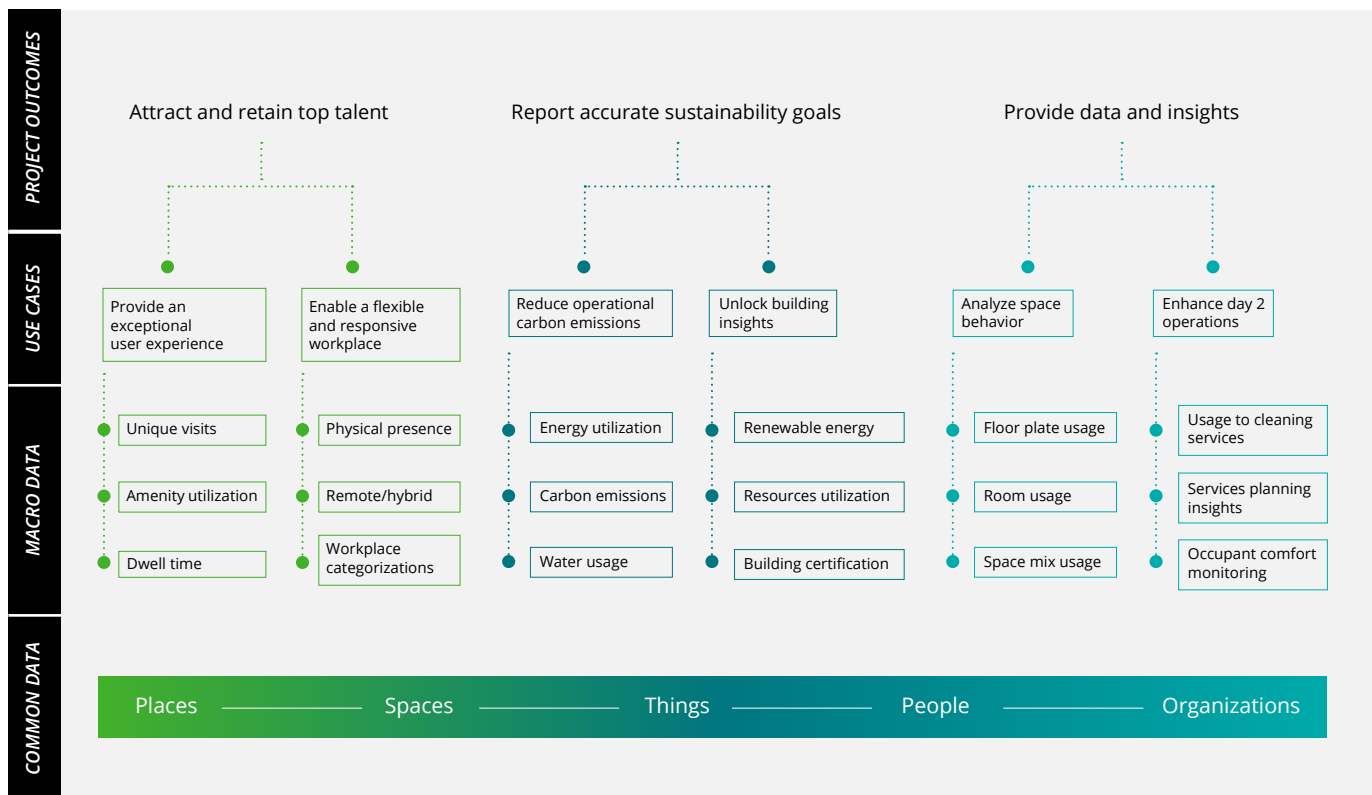 PROJECT OUTCOMES
Attract and retain top talent
Report accurate sustainability goals
Provide data and insights
USE CASES
Provide an
exceptional
user experience
Enable a flexible
and responsive
workplace
Reduce operational
carbon emissions
Unlock building
insights
Analyze space
behavior
Enhance day 2
operations
MACRO DATA
Unique visits
Amenity utilization
Dwell time
Physical presence
Remote/hybrid
Workplace
categorizations
Energy utilization
Carbon emissions
Water usage
Renewable energy
Resources utilization
Building certification
Floor plate usage
Room usage
Space mix usage
Usage to cleaning
services
Services planning
insights
Occupant comfort
monitoring
COMMON DATA
Places
Spaces
Things
People
Organizations